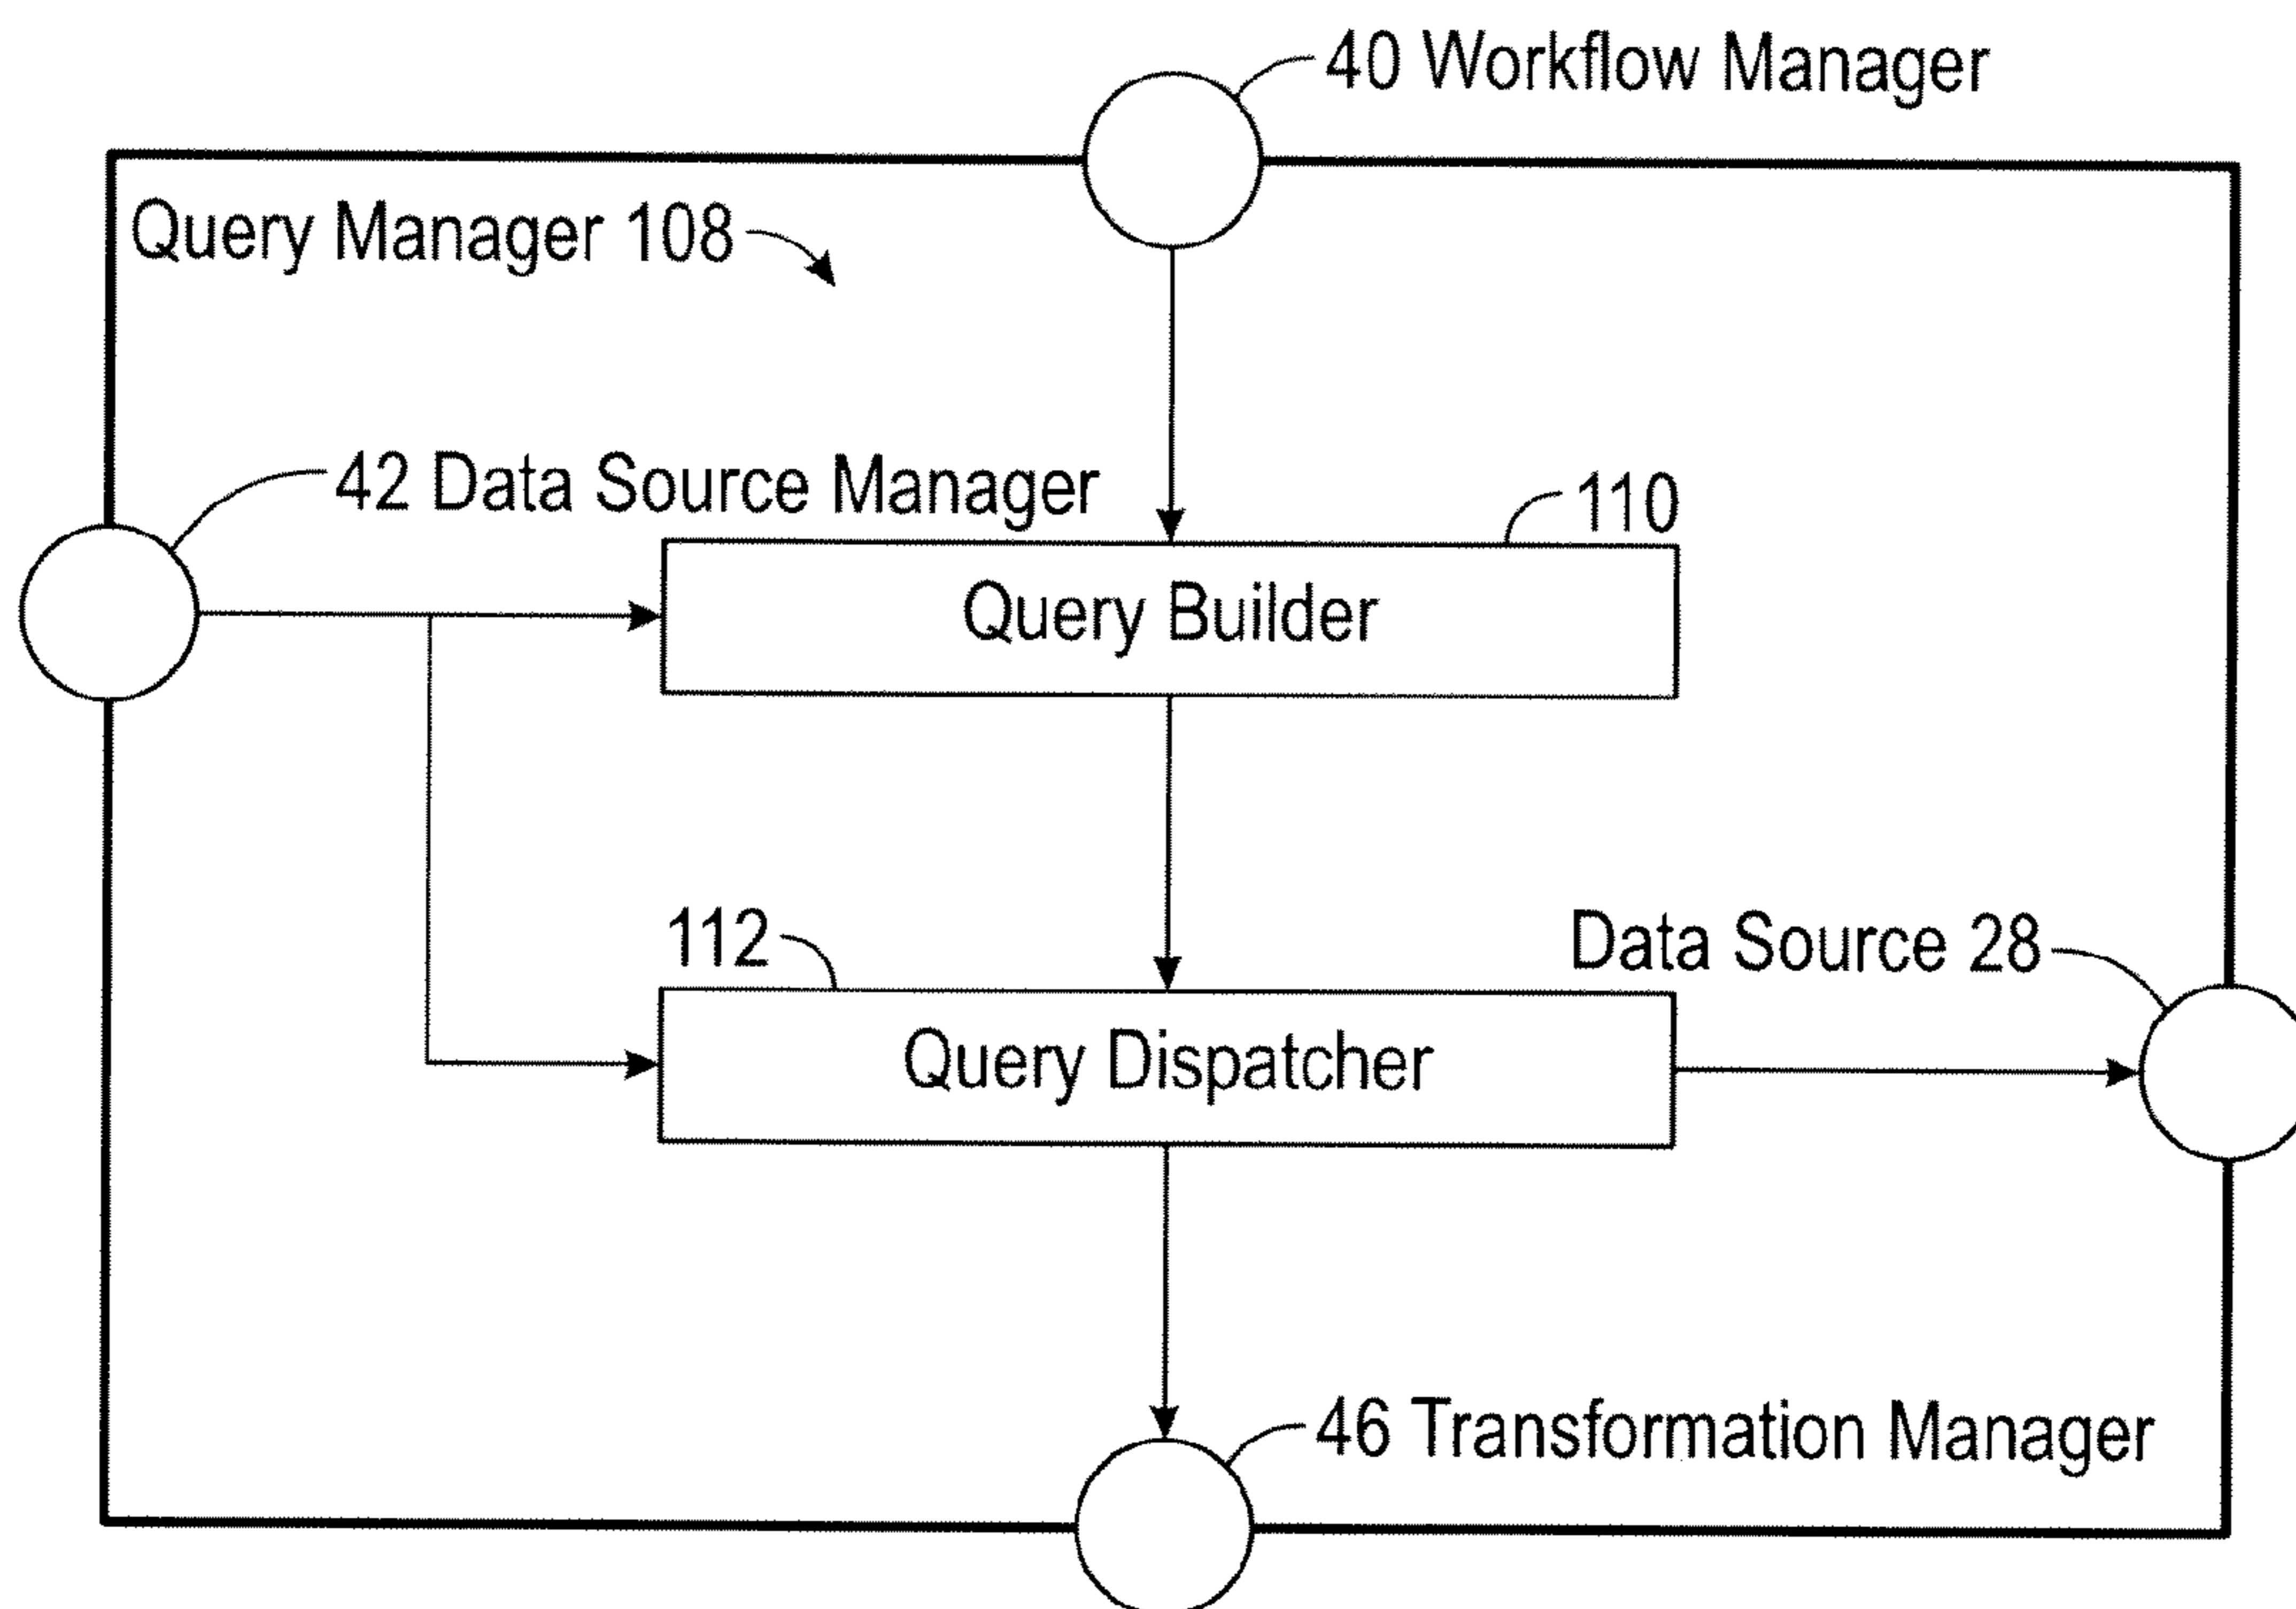 40 Workflow Manager
Query Manager 108
42 Data Source Manager
110
Query Builder
112
Data Source 28
Query Dispatcher
46 Transformation Manager